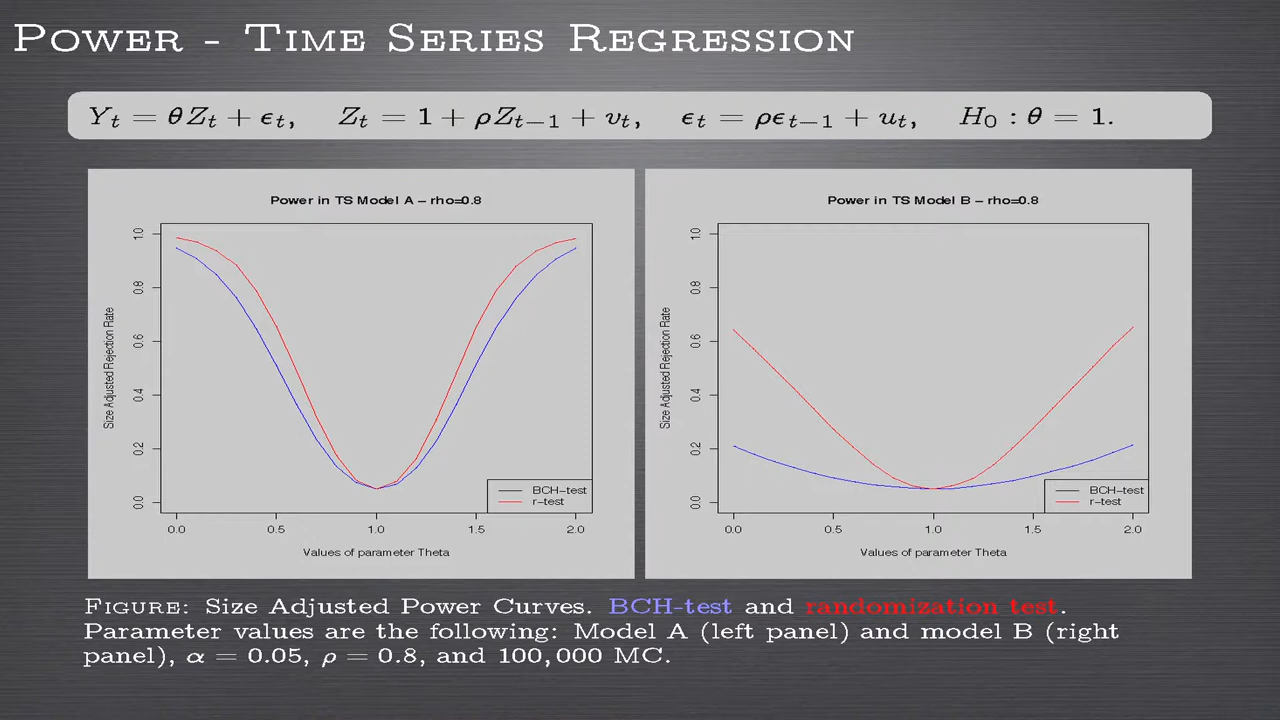 POWER - TIME SERIES REGRESSION
Y_t = θZ_t + ϵ_t, Z_t = 1 + ρZ_{t−1} + v_t, ϵ_t = ρϵ_{t−1} + u_t, H_0 : θ = 1.
Power in TS Model A – rho=0.8
Size Adjusted Rejection Rate
1.0
0.8
0.6
0.4
0.2
0.0
BCH-test
r-test
0.0 0.5 1.0 1.5 2.0
Values of parameter Theta
Power in TS Model B – rho=0.8
Size Adjusted Rejection Rate
1.0
0.8
0.6
0.4
0.2
0.0
BCH-test
r-test
0.0 0.5 1.0 1.5 2.0
Values of parameter Theta
FIGURE: Size Adjusted Power Curves. BCH-test and randomization test.
Parameter values are the following: Model A (left panel) and model B (right
panel), α = 0.05, ρ = 0.8, and 100,000 MC.